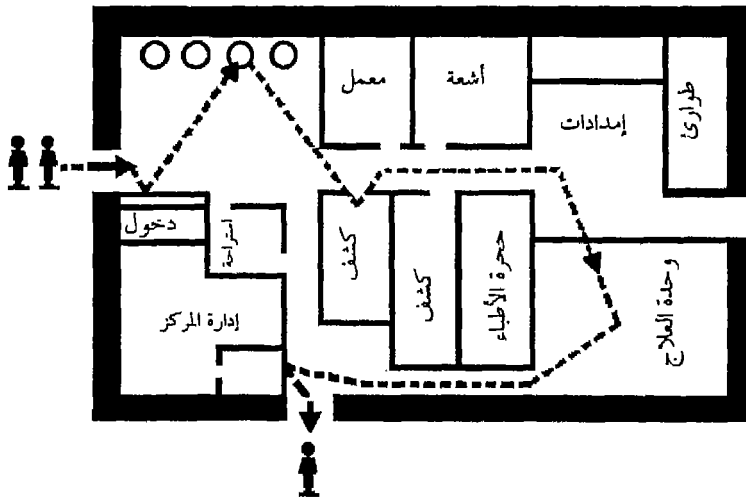 طوارئ
إمدادات
أشعة
معمل
دخول
استراحة
كشف
كشف
حجرة الأطباء
وحدة العلاج
إدارة المركز